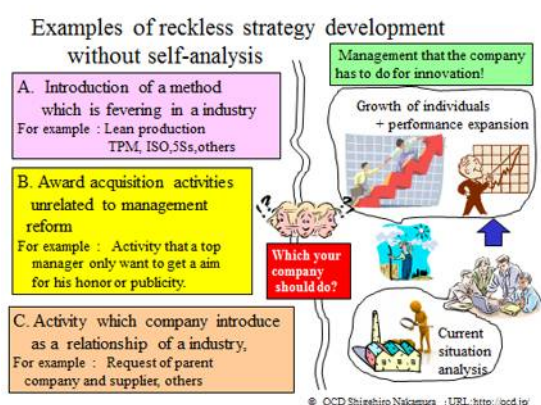 Examples of reckless strategy development
without self-analysis
A. Introduction of a method
which is fevering in a industry
For example : Lean production
TPM, ISO,5Ss,others
B. Award acquisition activities
unrelated to management
reform
For example : Activity that a top
manager only want to get a aim
for his honor or publicity.
C. Activity which company introduce
as a relationship of a industry,
For example : Request of parent
company and supplier, others
!?
!?
Which your
company
should do?
Management that the company
has to do for innovation!
Growth of individuals
+ performance expansion
Current
situation
analysis
© OCD Shigehiro Nakamura : URL:http://ocd.jp/